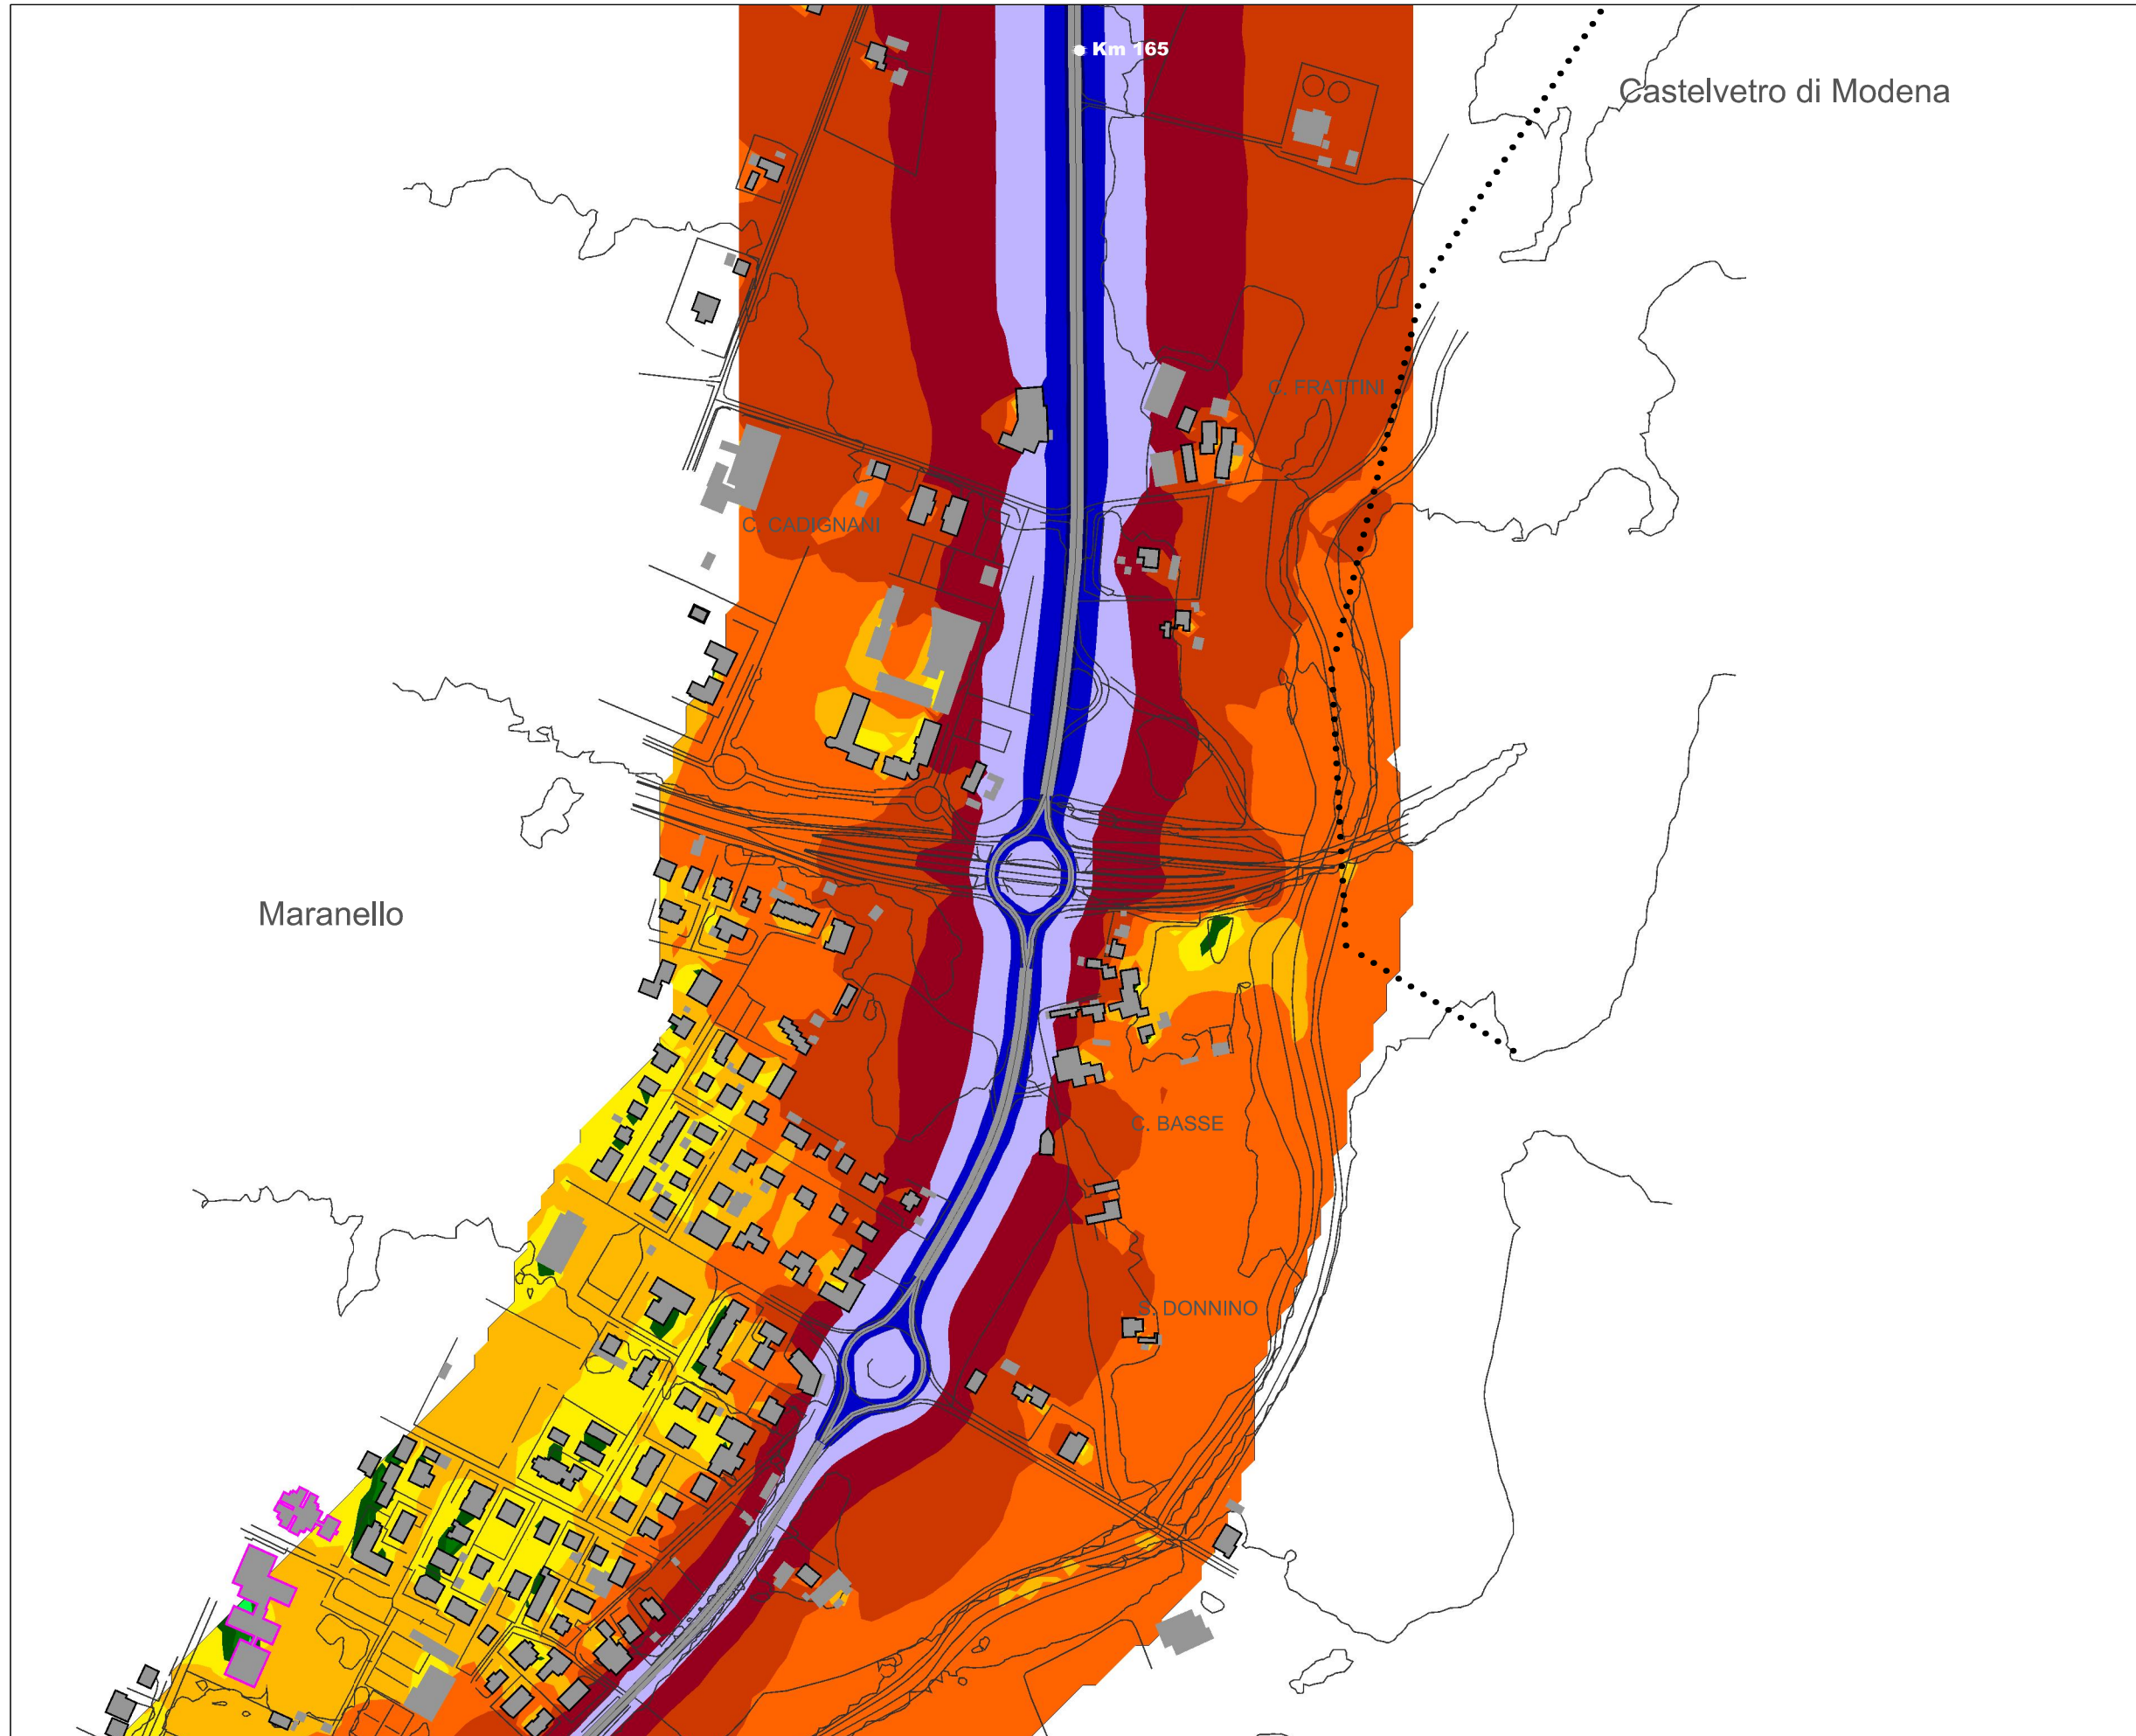 Km 165
Castelvetro di Modena
C. FRATTINI
C. CADIGNANI
Maranello
C. BASSE
S. DONNINO